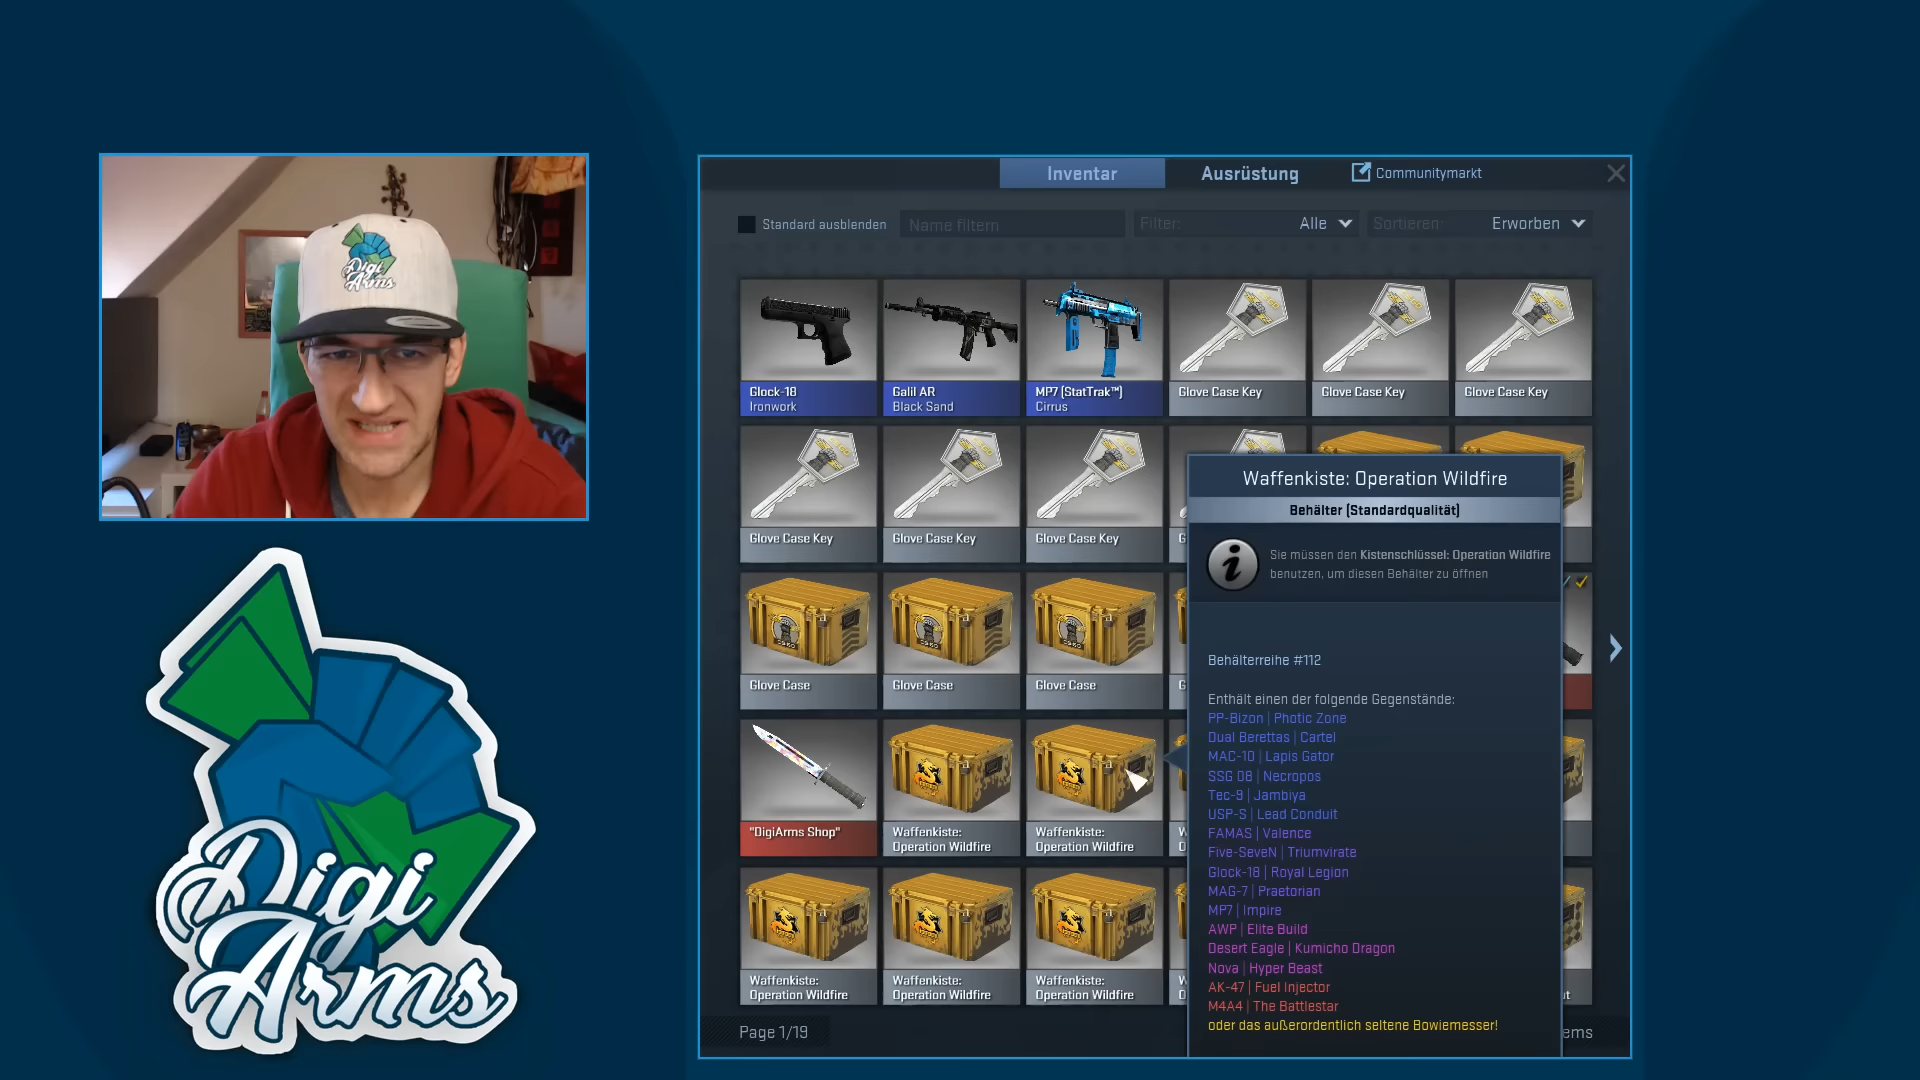 Inventar
Ausrüstung
Communitymarkt
Standard ausblenden
Name filtern
Filter:
Alle
Sortieren:
Erworben
Digi
Arms
Glock-18
Ironwork
Galil AR
Black Sand
MP7 (StatTrak™)
Cirrus
Glove Case Key
Glove Case Key
Glove Case Key
Glove Case Key
Glove Case Key
Glove Case Key
Glove Case
Glove Case
Glove Case
"DigiArms Shop"
Waffenkiste:
Operation Wildfire
Waffenkiste:
Operation Wildfire
Waffenkiste:
Operation Wildfire
Waffenkiste:
Operation Wildfire
Waffenkiste:
Operation Wildfire
Page 1/19
Waffenkiste: Operation Wildfire
Behälter (Standardqualität)
Sie müssen den Kistenschlüssel: Operation Wildfire
benutzen, um diesen Behälter zu öffnen
Behälterreihe #112
Enthält einen der folgende Gegenstände:
PP-Bizon | Photic Zone
Dual Berettas | Cartel
MAC-10 | Lapis Gator
SSG 08 | Necropos
Tec-9 | Jambiya
USP-S | Lead Conduit
FAMAS | Valence
Five-SeveN | Triumvirate
Glock-18 | Royal Legion
MAG-7 | Praetorian
MP7 | Impire
AWP | Elite Build
Desert Eagle | Kumicho Dragon
Nova | Hyper Beast
AK-47 | Fuel Injector
M4A4 | The Battlestar
oder das außerordentlich seltene Bowiemesser!
Digi
Arms